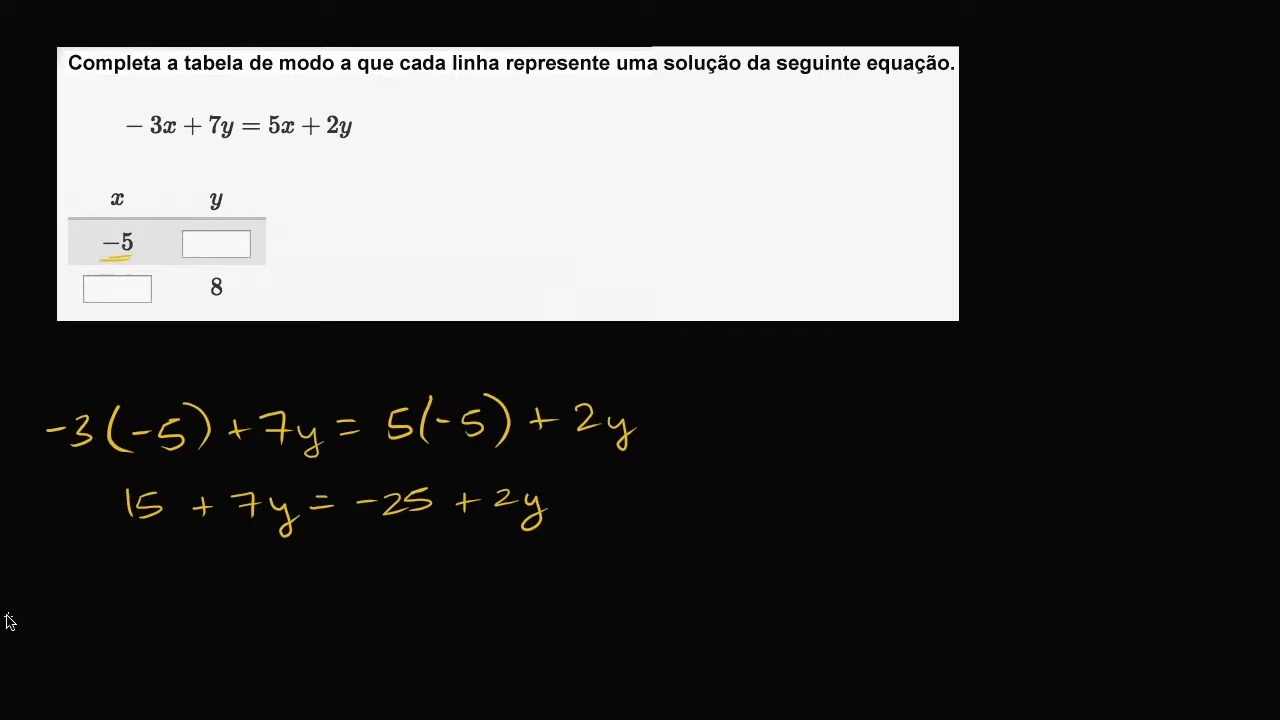 Completa a tabela de modo a que cada linha represente uma solução da seguinte equação.
- 3x + 7y = 5x + 2y
x y
-5
8
-3(-5) + 7y = 5(-5) + 2y
15 + 7y = -25 + 2y